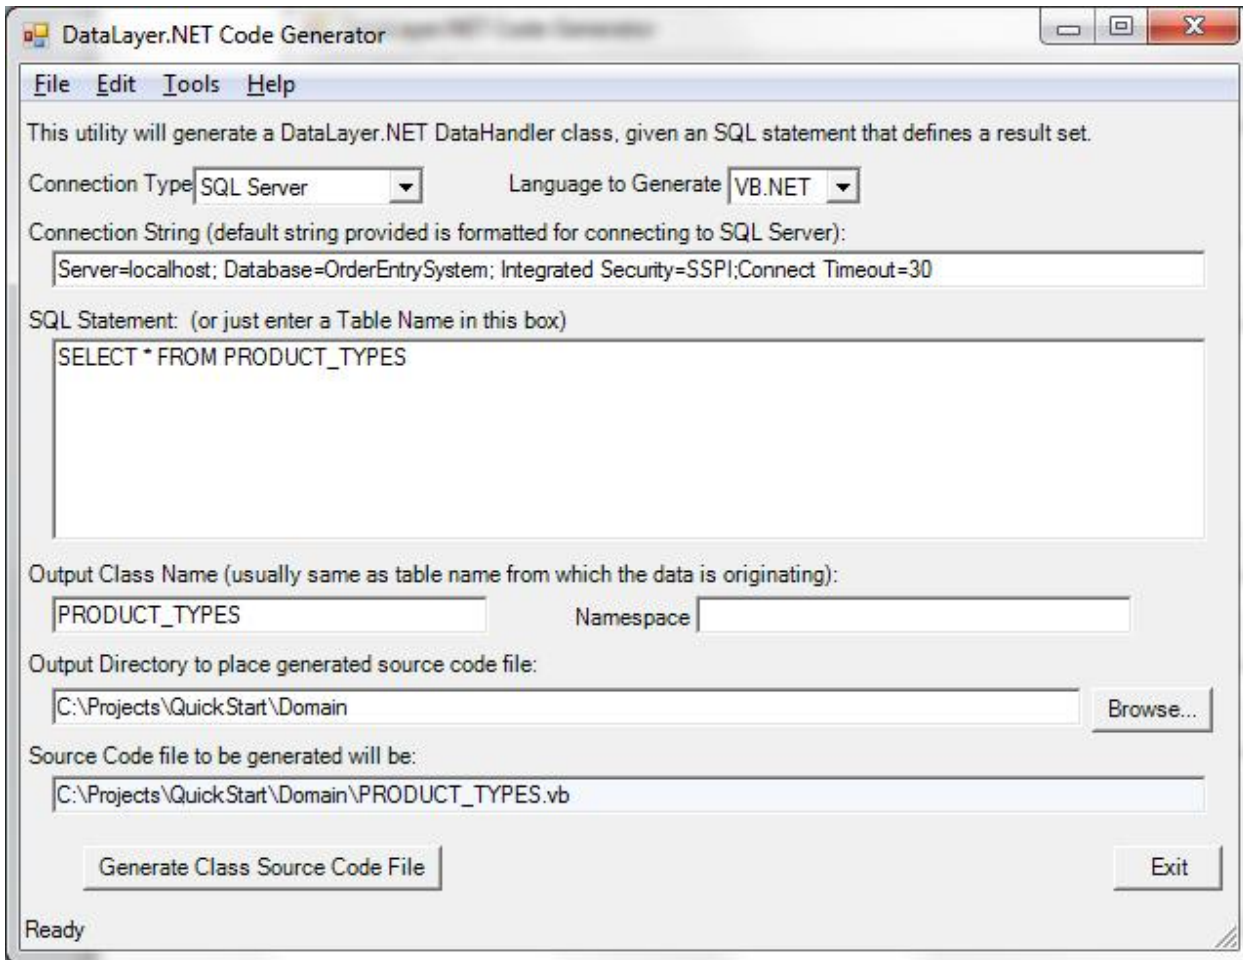 DataLayer.NET Code Generator
File Edit Tools Help
This utility will generate a DataLayer.NET DataHandler class, given an SQL statement that defines a result set.
Connection Type SQL Server Language to Generate VB.NET
Connection String (default string provided is formatted for connecting to SQL Server):
Server=localhost; Database=OrderEntrySystem; Integrated Security=SSPI;Connect Timeout=30
SQL Statement:  (or just enter a Table Name in this box)
SELECT * FROM PRODUCT_TYPES
Output Class Name (usually same as table name from which the data is originating):
PRODUCT_TYPES Namespace
Output Directory to place generated source code file:
C:\Projects\QuickStart\Domain Browse...
Source Code file to be generated will be:
C:\Projects\QuickStart\Domain\PRODUCT_TYPES.vb
Generate Class Source Code File Exit
Ready